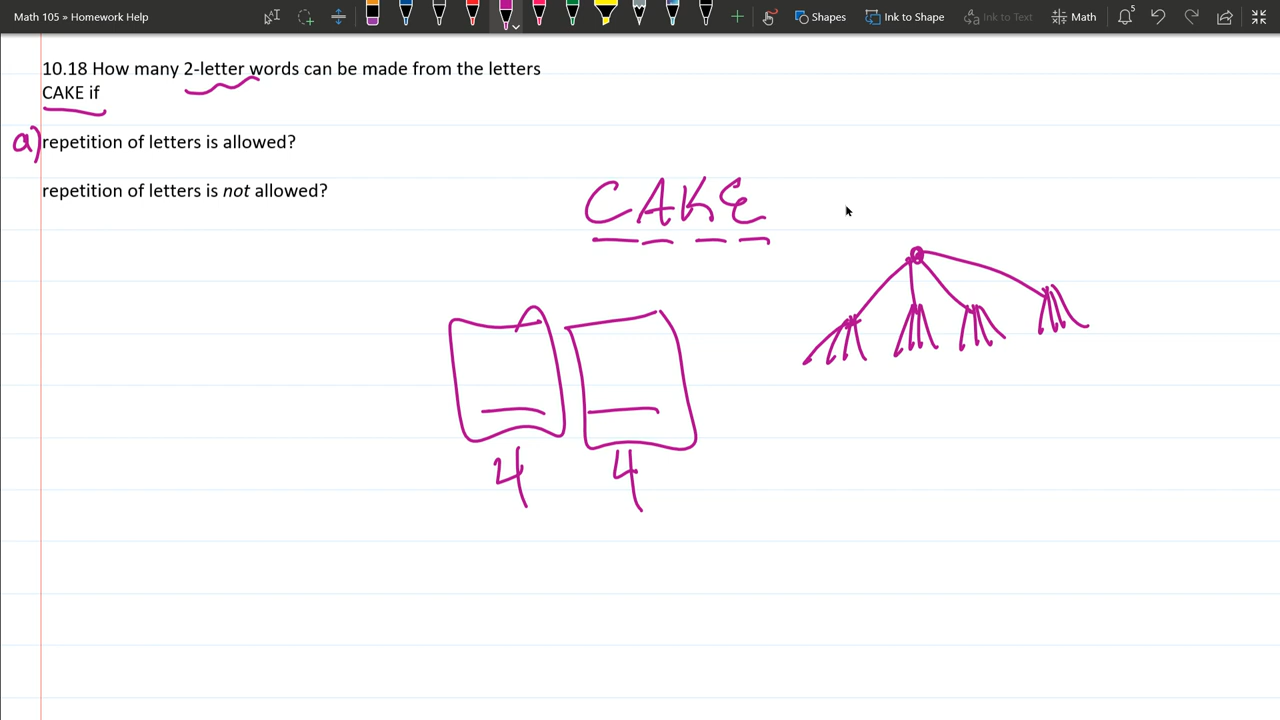 Math 105 » Homework Help
Shapes
Ink to Shape
Ink to Text
Math
5
10.18 How many 2-letter words can be made from the letters
CAKE if
a) repetition of letters is allowed?
repetition of letters is not allowed?
CAKE
4 4